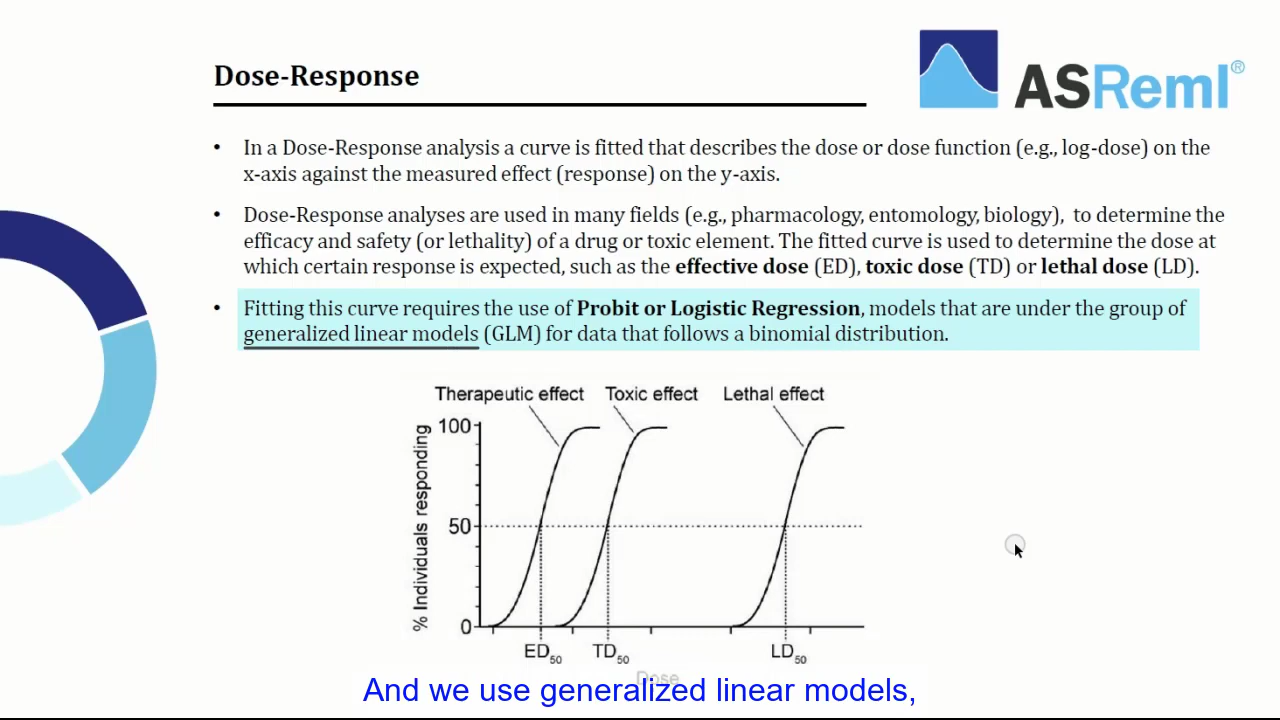 Dose-Response
ASReml®
• In a Dose-Response analysis a curve is fitted that describes the dose or dose function (e.g., log-dose) on the
x-axis against the measured effect (response) on the y-axis.
• Dose-Response analyses are used in many fields (e.g., pharmacology, entomology, biology), to determine the
efficacy and safety (or lethality) of a drug or toxic element. The fitted curve is used to determine the dose at
which certain response is expected, such as the effective dose (ED), toxic dose (TD) or lethal dose (LD).
• Fitting this curve requires the use of Probit or Logistic Regression, models that are under the group of
generalized linear models (GLM) for data that follows a binomial distribution.
Therapeutic effect Toxic effect Lethal effect
% Individuals responding
100
50
0
ED50 TD50 LD50
Dose
And we use generalized linear models,